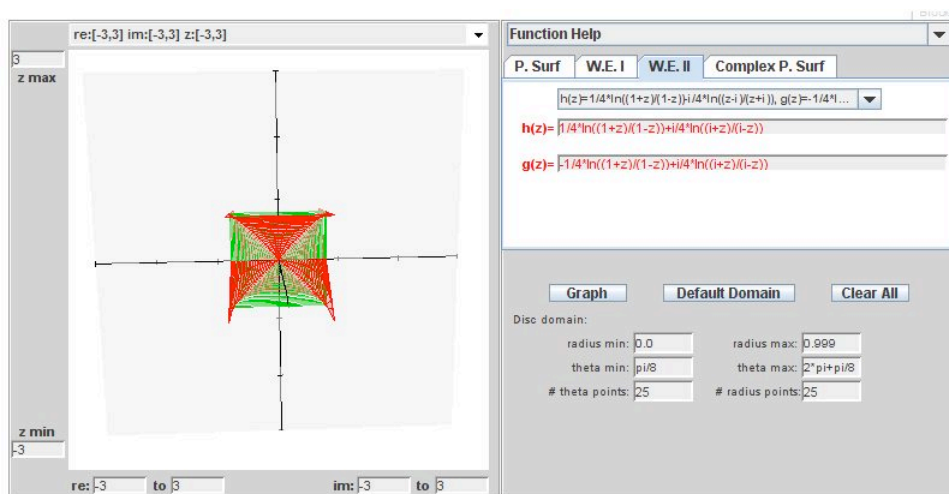 re:[-3,3] im:[-3,3] z:[-3,3]
3
z max
z min
-3
re: -3 to 3 im: -3 to 3
Function Help
P. Surf W.E. I W.E. II Complex P. Surf
h(z)=1/4*ln((1+z)/(1-z))-i/4*ln((z-i)/(z+i)), g(z)=-1/4*l...
h(z)= 1/4*ln((1+z)/(1-z))+i/4*ln((i+z)/(i-z))
g(z)= -1/4*ln((1+z)/(1-z))+i/4*ln((i+z)/(i-z))
Graph Default Domain Clear All
Disc domain:
radius min: 0.0 radius max: 0.999
theta min: pi/8 theta max: 2*pi+pi/8
# theta points: 25 # radius points: 25